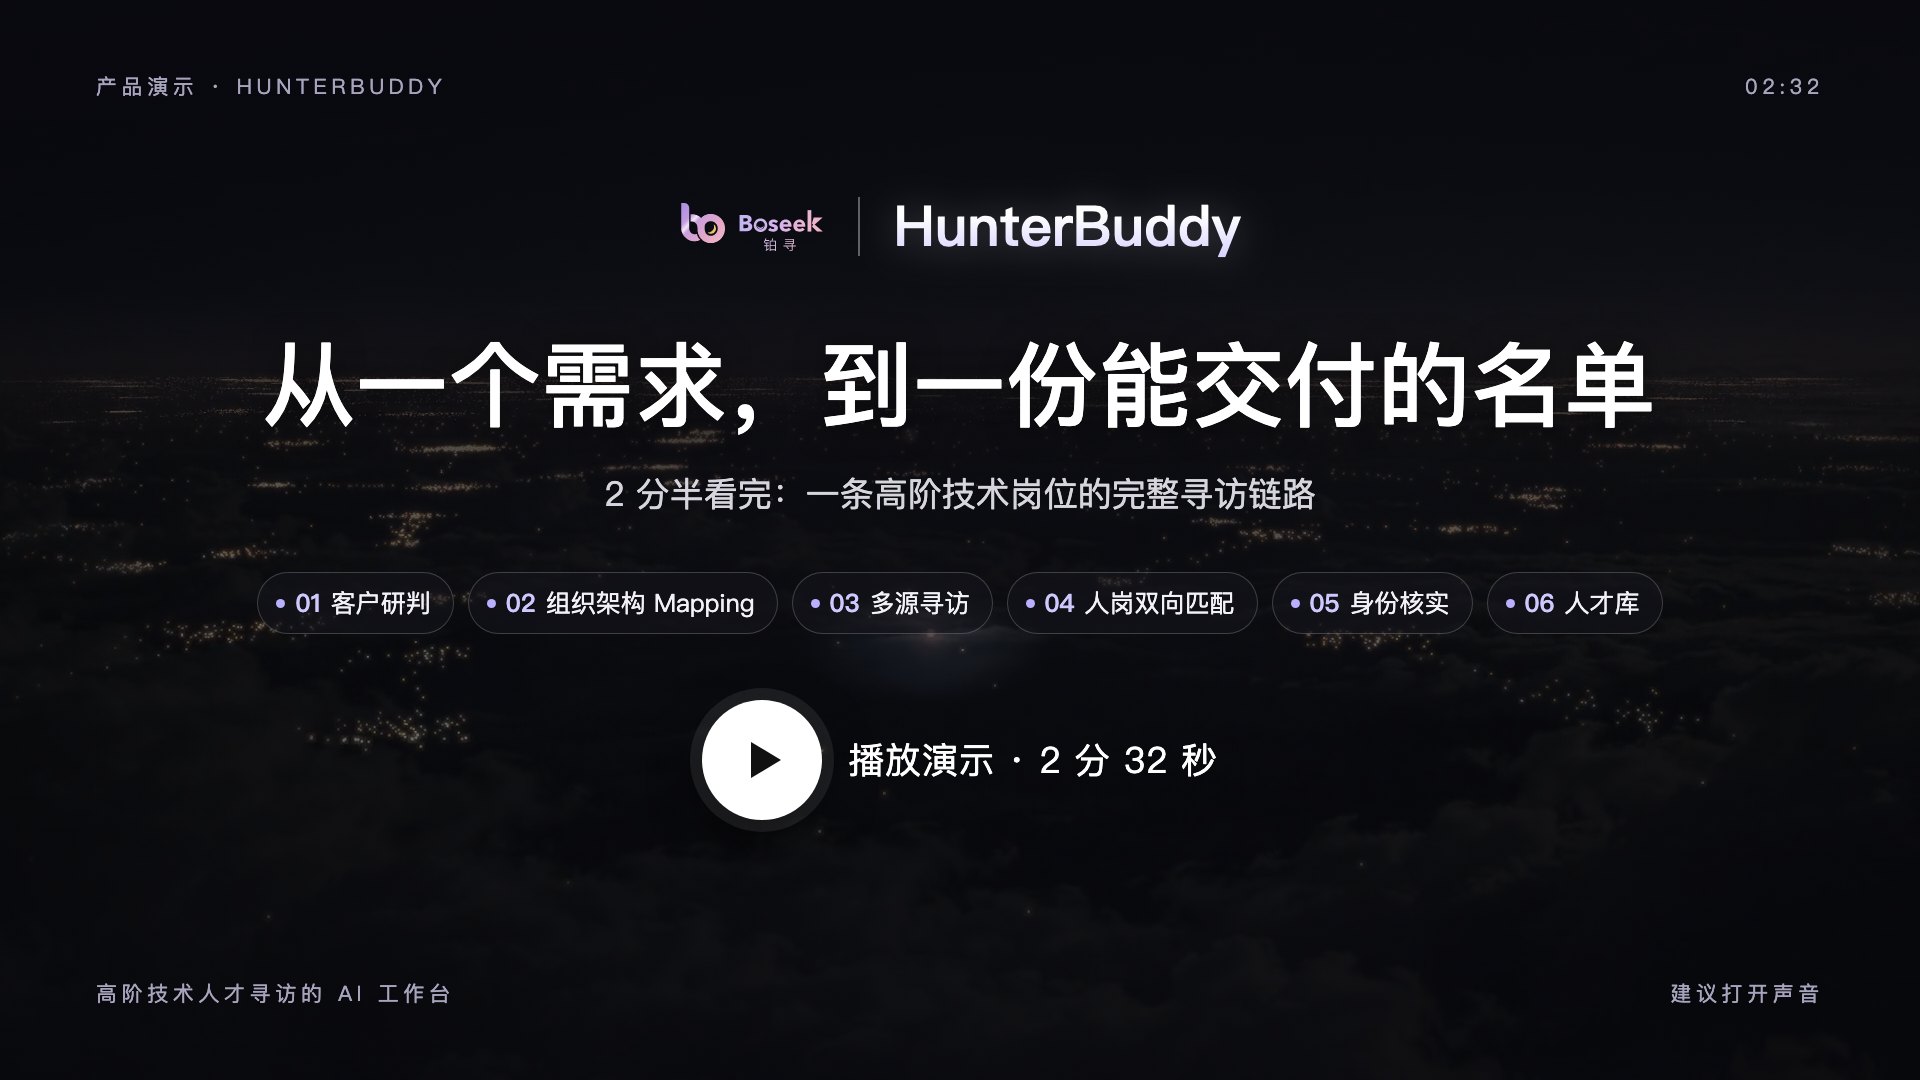 产品演示 · HUNTERBUDDY
02:32
Boseek
铂寻
HunterBuddy
从一个需求，到一份能交付的名单
2 分半看完：一条高阶技术岗位的完整寻访链路
01 客户研判
02 组织架构 Mapping
03 多源寻访
04 人岗双向匹配
05 身份核实
06 人才库
播放演示 · 2 分 32 秒
高阶技术人才寻访的 AI 工作台
建议打开声音